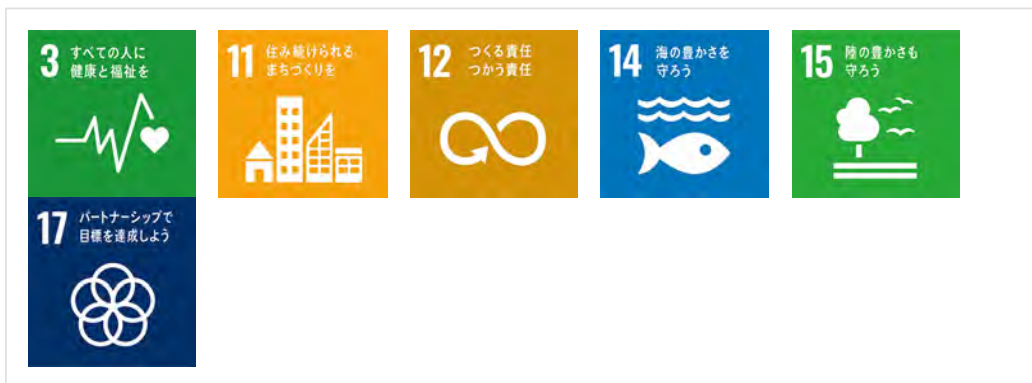 3 すべての人に
健康と福祉を
11 住み続けられる
まちづくりを
12 つくる責任
つかう責任
14 海の豊かさを
守ろう
15 陸の豊かさも
守ろう
17 パートナーシップで
目標を達成しよう